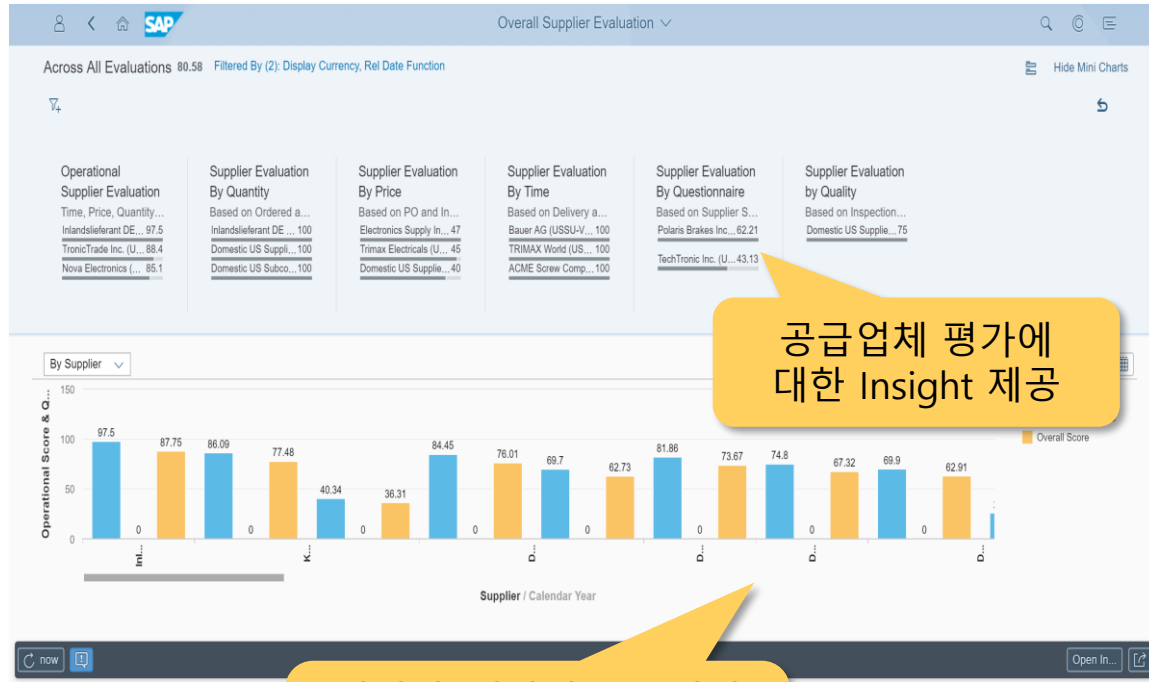 SAP
Overall Supplier Evaluation
Across All Evaluations 80.58 Filtered By (2): Display Currency, Rel Date Function
Hide Mini Charts
Operational
Supplier Evaluation
Time, Price, Quantity...
Inlandslieferant DE... 97.5
TronicTrade Inc. (U... 88.4
Nova Electronics (... 85.1
Supplier Evaluation
By Quantity
Based on Ordered a...
Inlandslieferant DE ... 100
Domestic US Suppli... 100
Domestic US Subco... 100
Supplier Evaluation
By Price
Based on PO and In...
Electronics Supply In... 47
Trimax Electricals (U... 45
Domestic US Supplie... 40
Supplier Evaluation
By Time
Based on Delivery a...
Bauer AG (USSU-V... 100
TRIMAX World (US... 100
ACME Screw Comp... 100
Supplier Evaluation
By Questionnaire
Based on Supplier S...
Polaris Brakes Inc... 62.21
TechTronic Inc. (U... 43.13
Supplier Evaluation
by Quality
Based on Inspection...
Domestic US Supplie... 75
공급업체 평가에
대한 Insight 제공
By Supplier
Overall Score
Operational Score & Q...
150
100
50
0
97.5 0 87.75 86.09 0 77.48 40.34 0 36.31 84.45 0 76.01 69.7 0 62.73 81.86 0 73.67 74.8 0 67.32 69.9 0 62.91
Inl... K... D... D... D... D...
Supplier / Calendar Year
now
Open In...